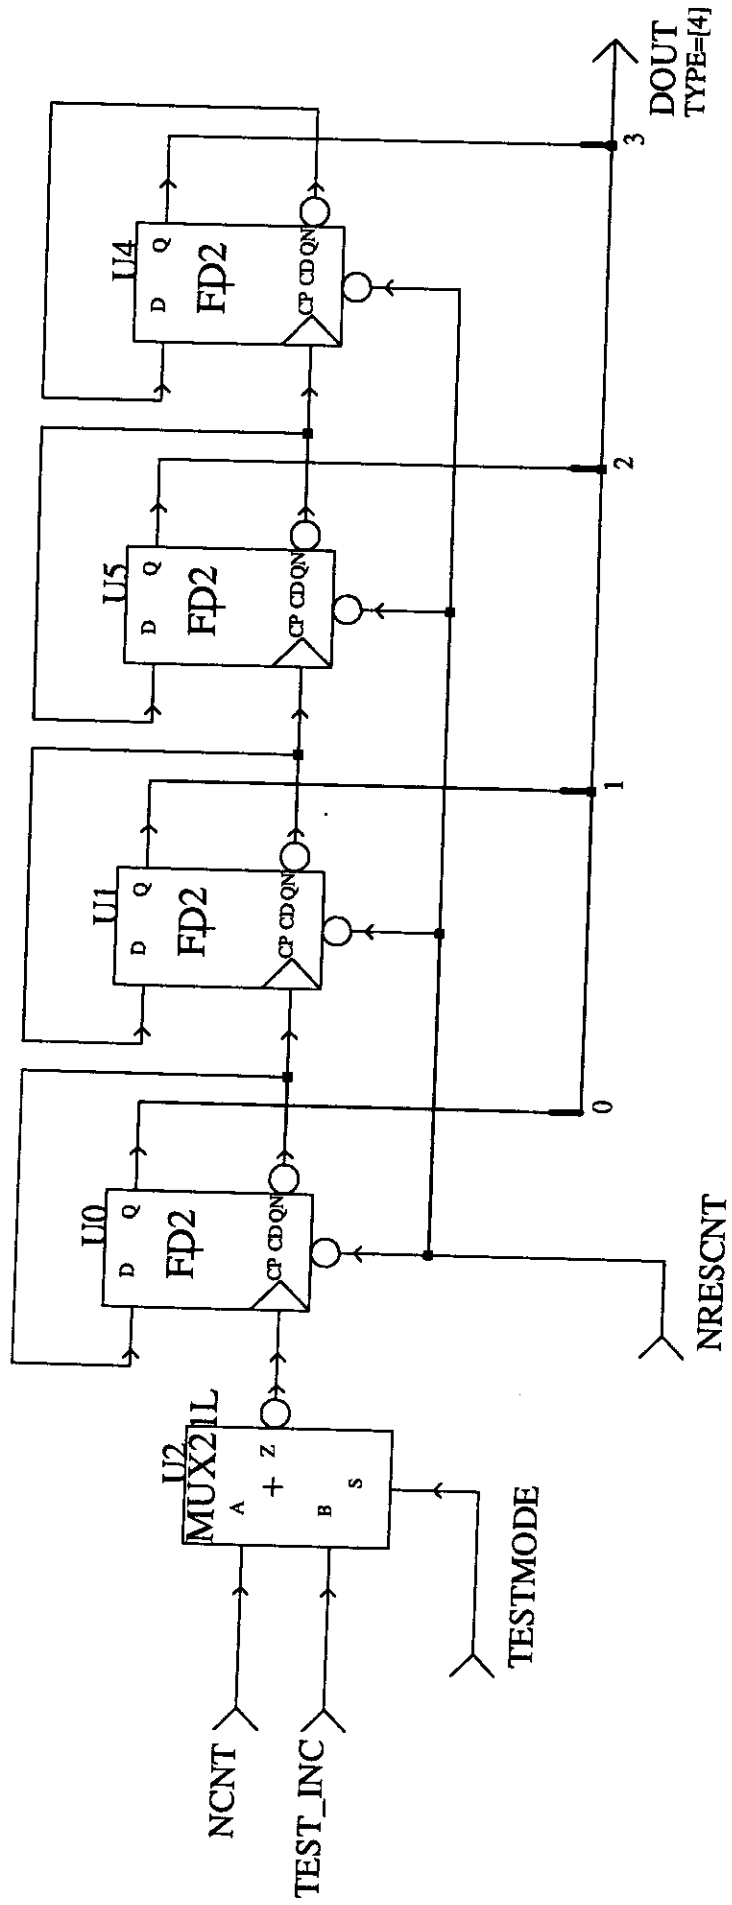 NCNT
TEST_INC
TESTMODE
NRESCNT
U2
MUX21L
A
B
S
Z
U0
FD2
D
Q
CP CD QN
U1
FD2
D
Q
CP CD QN
U5
FD2
D
Q
CP CD QN
U4
FD2
D
Q
CP CD QN
0
1
2
3
DOUT
TYPE=[4]